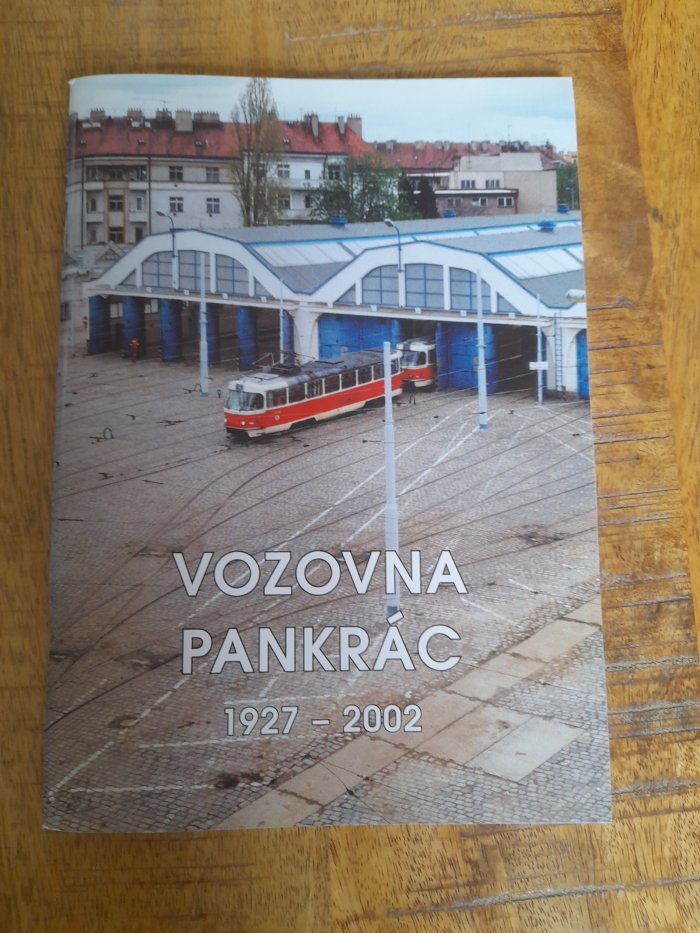 VOZOVNA
PANKRÁC
1927 – 2002